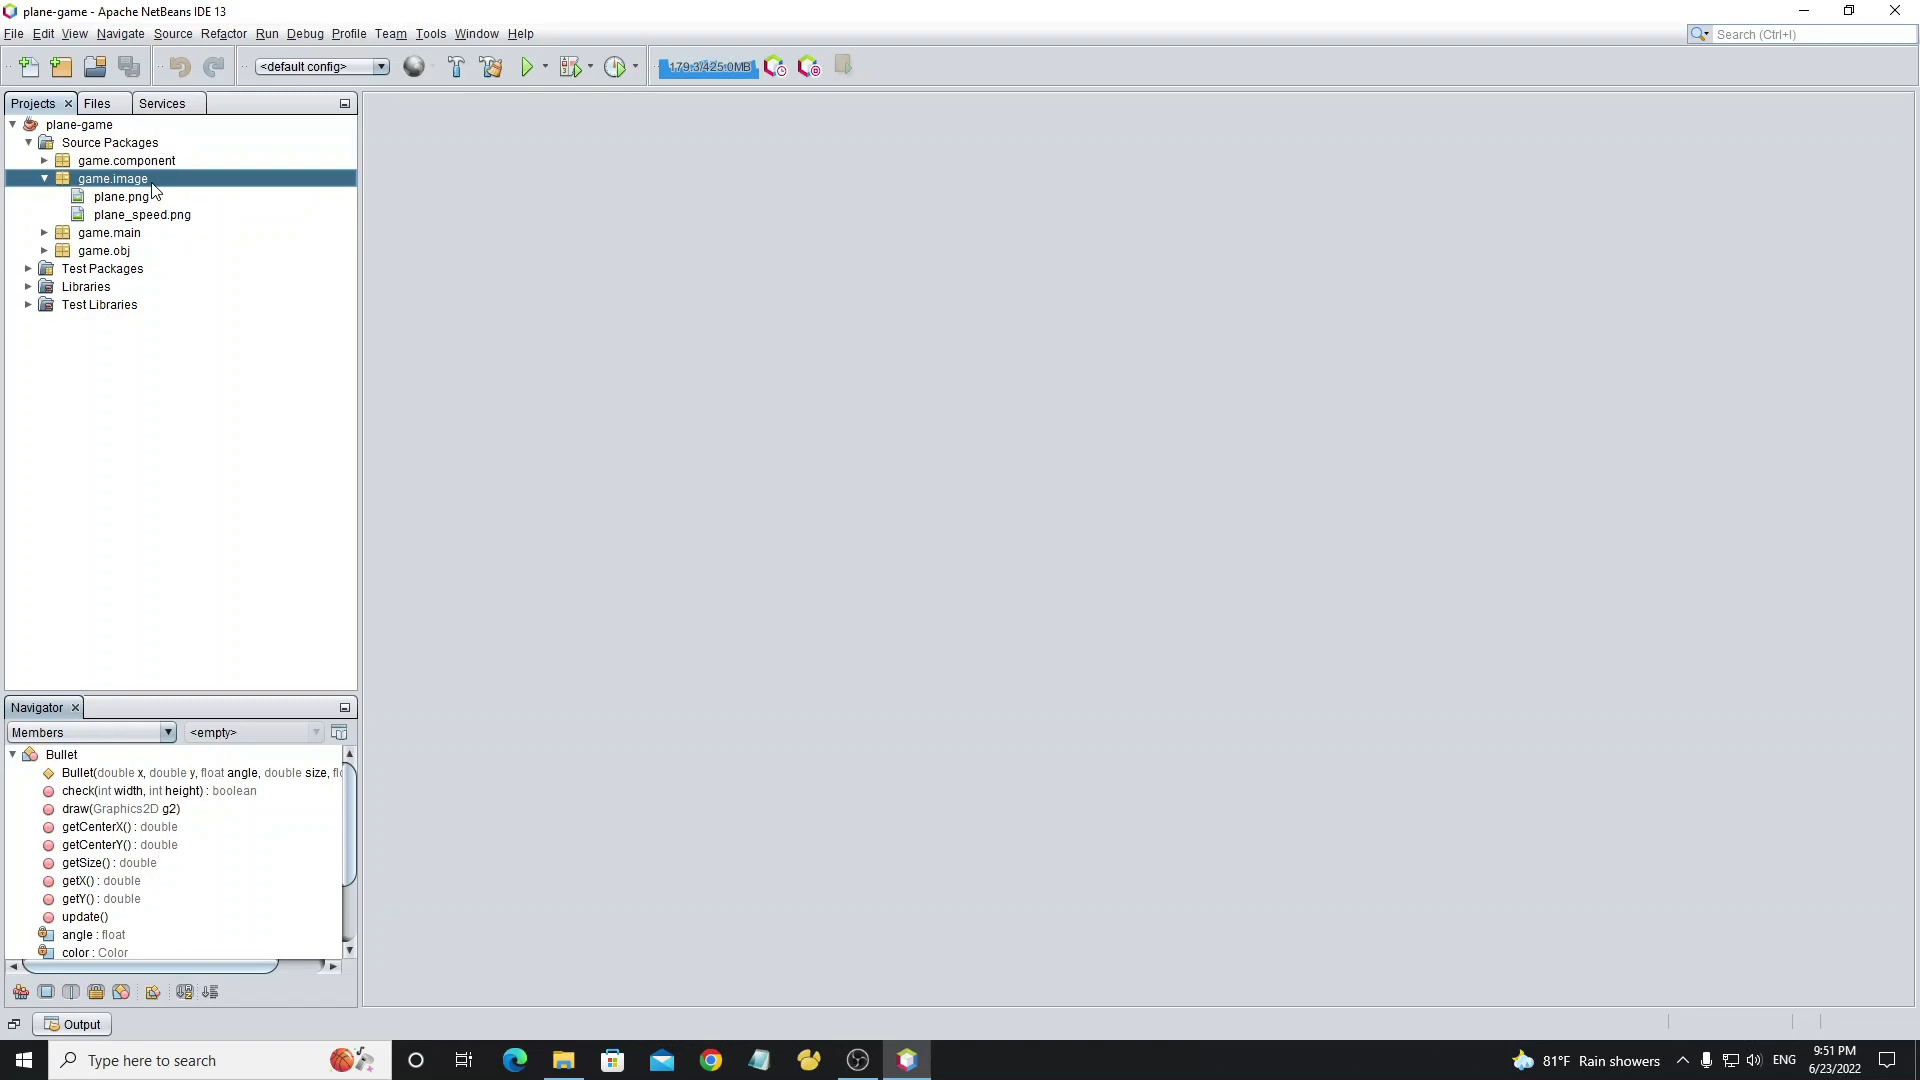 plane-game - Apache NetBeans IDE 13
File Edit View Navigate Source Refactor Run Debug Profile Team Tools Window Help
Search (Ctrl+I)
<default config>
179.3/425.0MB
Projects Files Services
plane-game
Source Packages
game.component
game.image
plane.png
plane_speed.png
game.main
game.obj
Test Packages
Libraries
Test Libraries
Navigator
Members <empty>
Bullet
Bullet(double x, double y, float angle, double size, flo
check(int width, int height) : boolean
draw(Graphics2D g2)
getCenterX() : double
getCenterY() : double
getSize() : double
getX() : double
getY() : double
update()
angle : float
color : Color
Output
Type here to search
81°F Rain showers
ENG
9:51 PM
6/23/2022